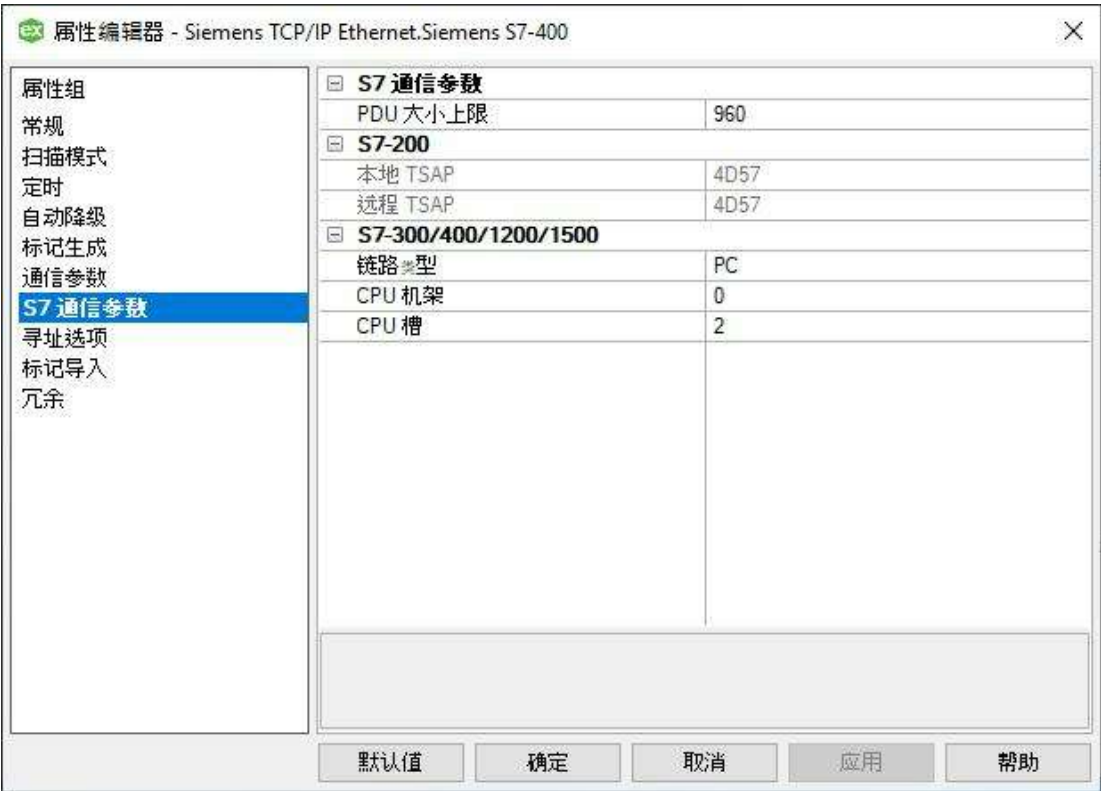 属性编辑器 - Siemens TCP/IP Ethernet.Siemens S7-400
属性组
常规
扫描模式
定时
自动降级
标记生成
通信参数
S7 通信参数
寻址选项
标记导入
冗余
S7 通信参数
PDU 大小上限 960
S7-200
本地 TSAP 4D57
远程 TSAP 4D57
S7-300/400/1200/1500
链路类型 PC
CPU 机架 0
CPU 槽 2
默认值 确定 取消 应用 帮助